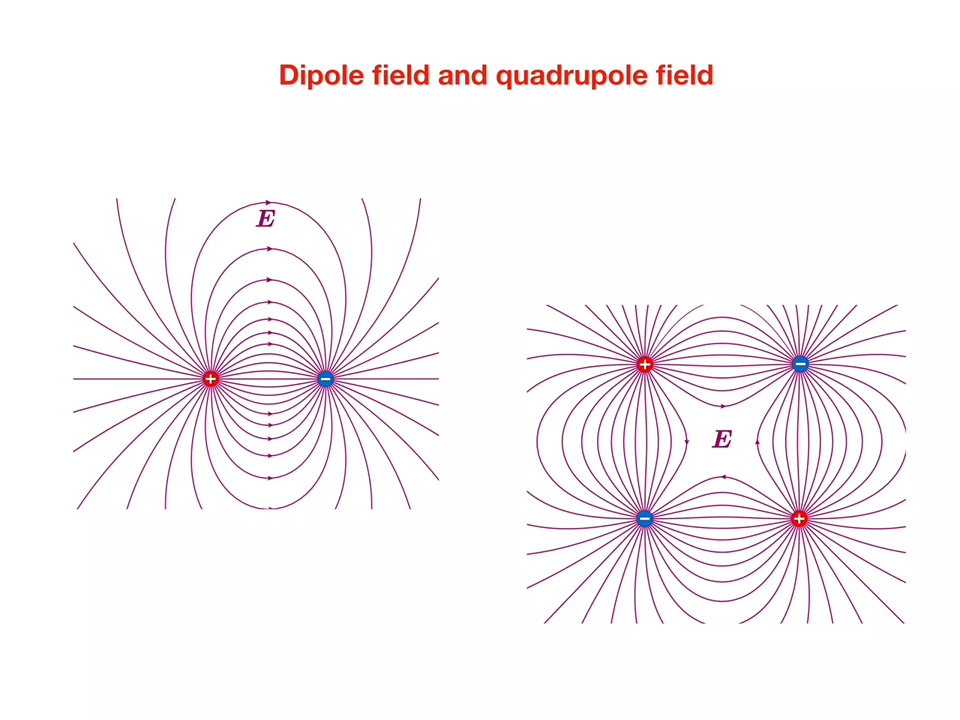 Dipole field and quadrupole field
E
+ −
+ −
E
− +